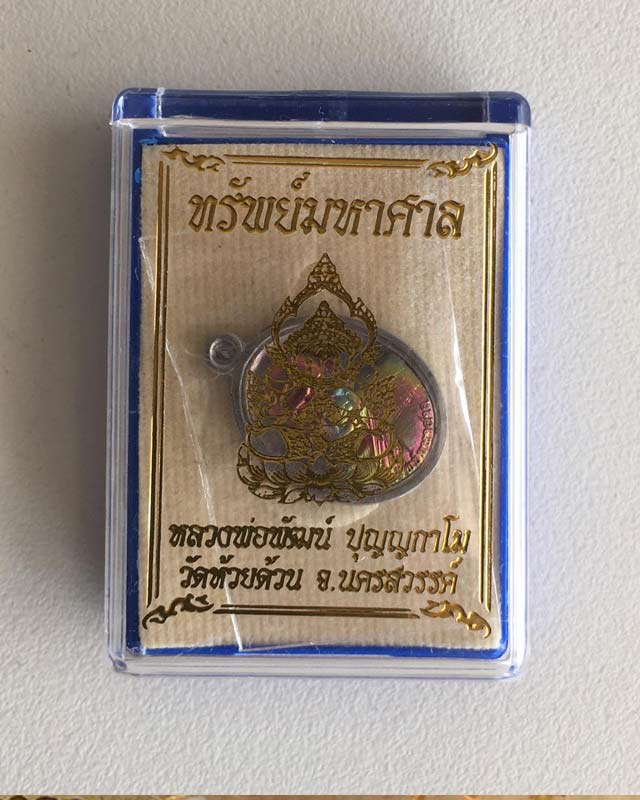 ทรัพย์มหาศาล
หลวงพ่อพัฒน์ ปุญญกาโม
วัดห้วยด้วน จ.นครสวรรค์